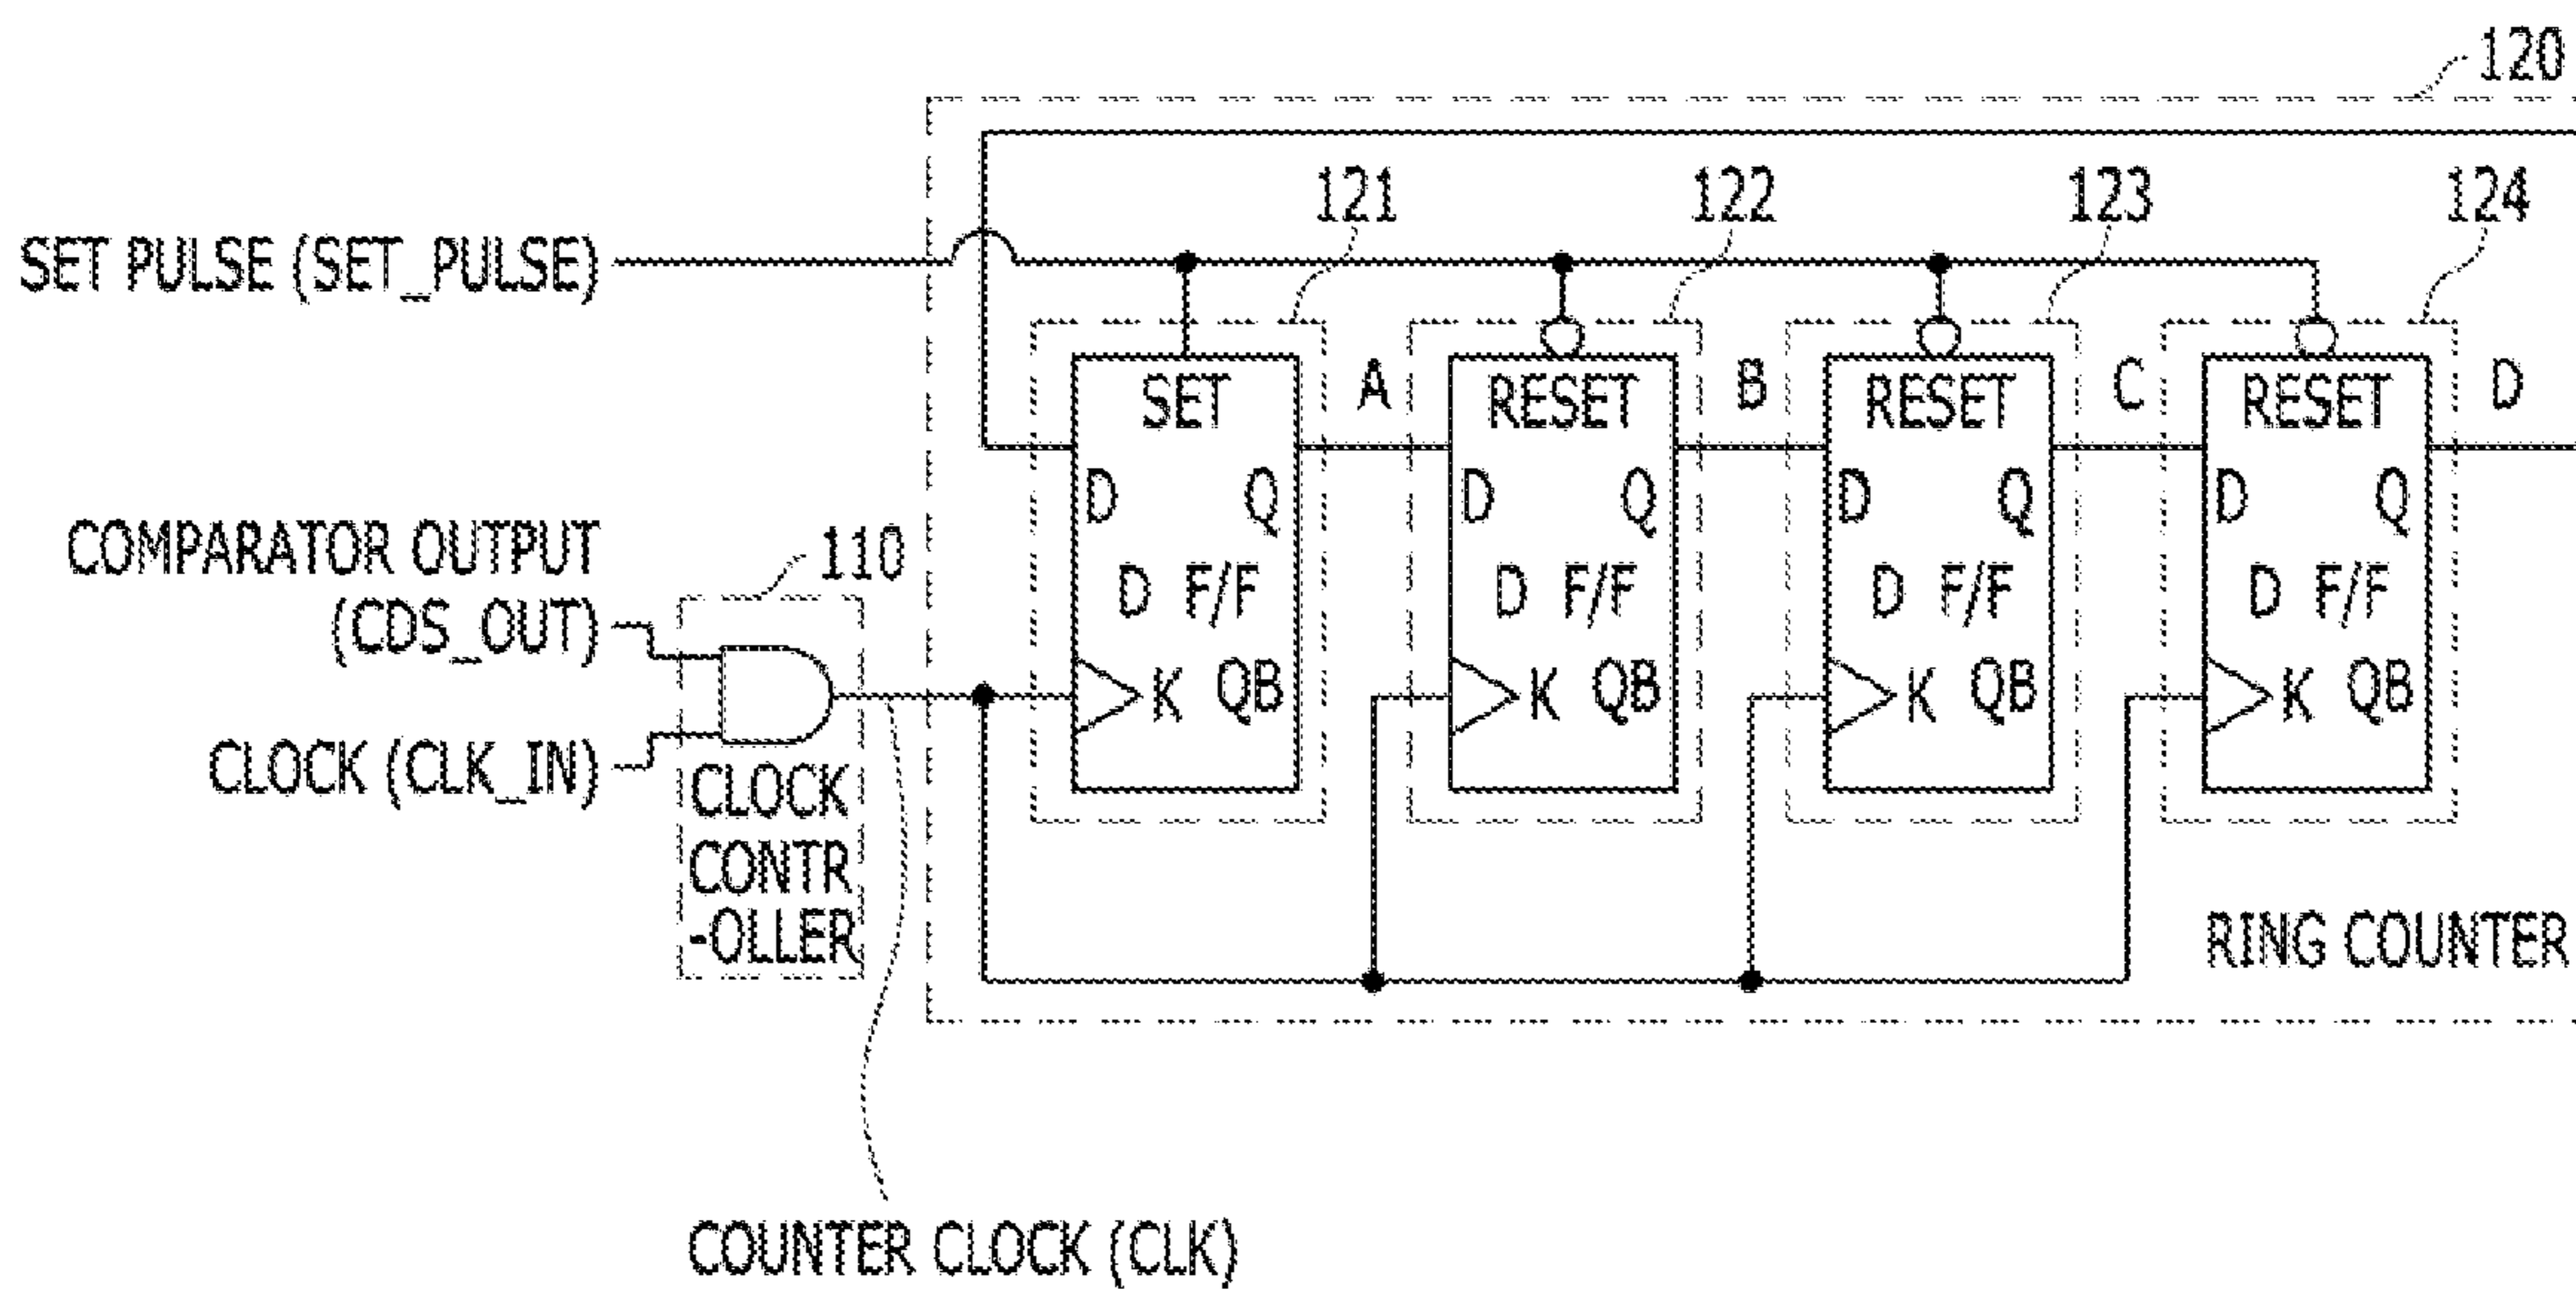 120
121
122
123
124
SET PULSE (SET_PULSE)
A
B
C
D
SET
RESET
RESET
RESET
D
Q
D
Q
D
Q
D
Q
COMPARATOR OUTPUT
(CDS_OUT)
110
D F/F
D F/F
D F/F
D F/F
K
QB
K
QB
K
QB
K
QB
CLOCK (CLK_IN)
CLOCK
CONTR
-OLLER
RING COUNTER
COUNTER CLOCK (CLK)